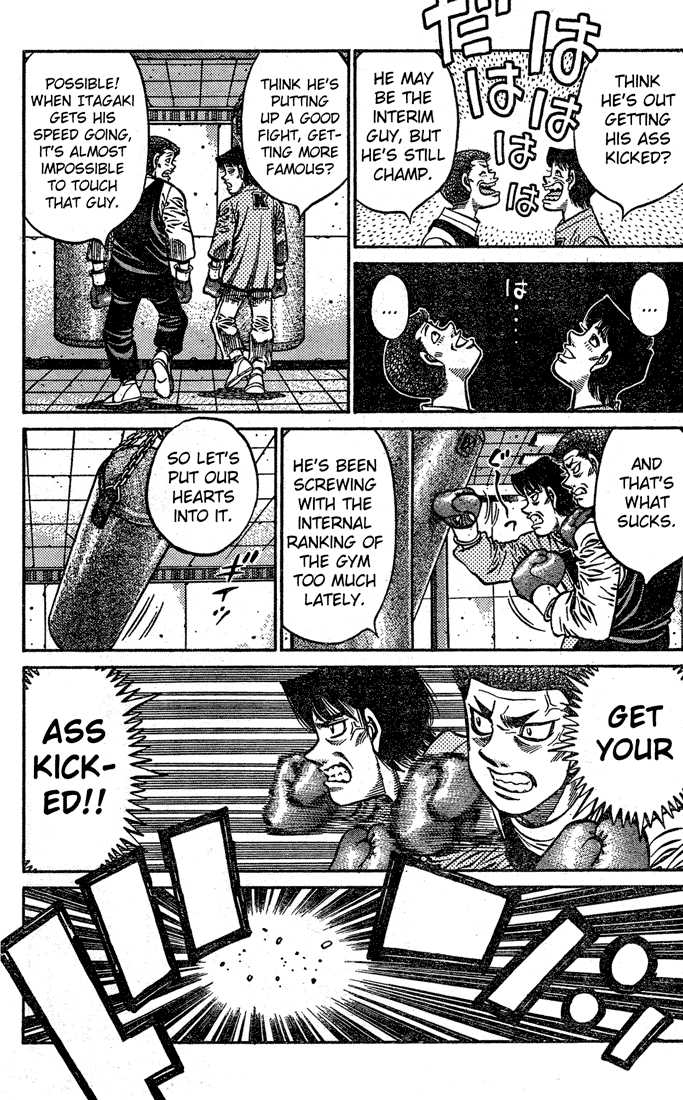 THINK
HE'S OUT
GETTING
HIS ASS
KICKED?
だ
は
は
は
は
は
HE MAY
BE THE
INTERIM
GUY, BUT
HE'S STILL
CHAMP.
THINK HE'S
PUTTING
UP A GOOD
FIGHT, GET-
TING MORE
FAMOUS?
POSSIBLE!
WHEN ITAGAKI
GETS HIS
SPEED GOING,
IT'S ALMOST
IMPOSSIBLE
TO TOUCH
THAT GUY.
K
...
は…
...
AND
THAT'S
WHAT
SUCKS.
HE'S BEEN
SCREWING
WITH THE
INTERNAL
RANKING OF
THE GYM
TOO MUCH
LATELY.
SO LET'S
PUT OUR
HEARTS
INTO IT.
ギィ
GET
YOUR
ASS
KICK-
ED!!